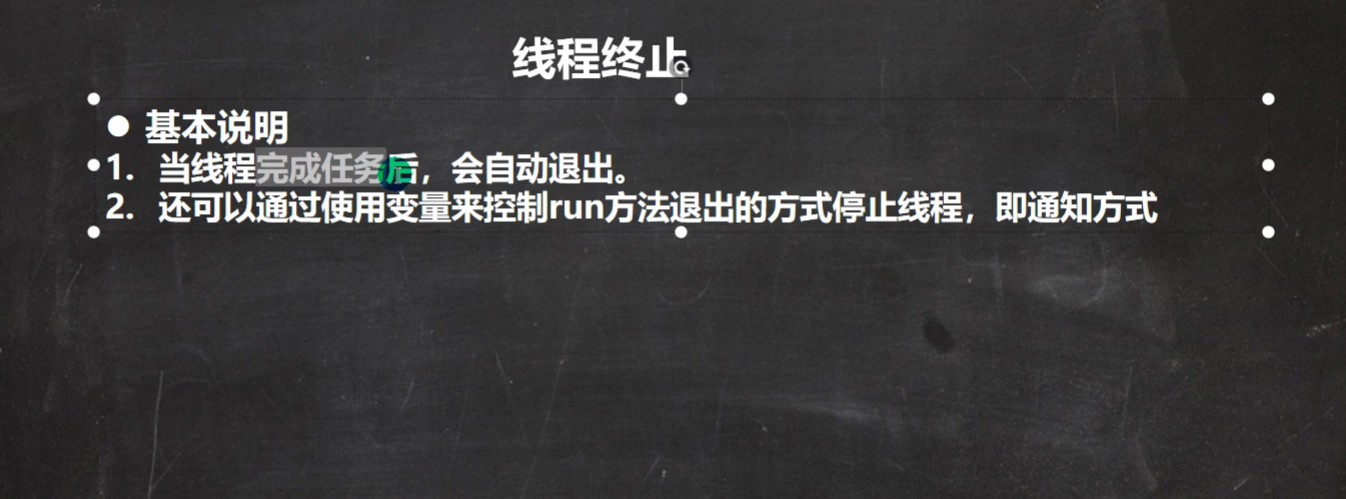 线程终止
● 基本说明
1. 当线程完成任务后，会自动退出。
2. 还可以通过使用变量来控制run方法退出的方式停止线程，即通知方式